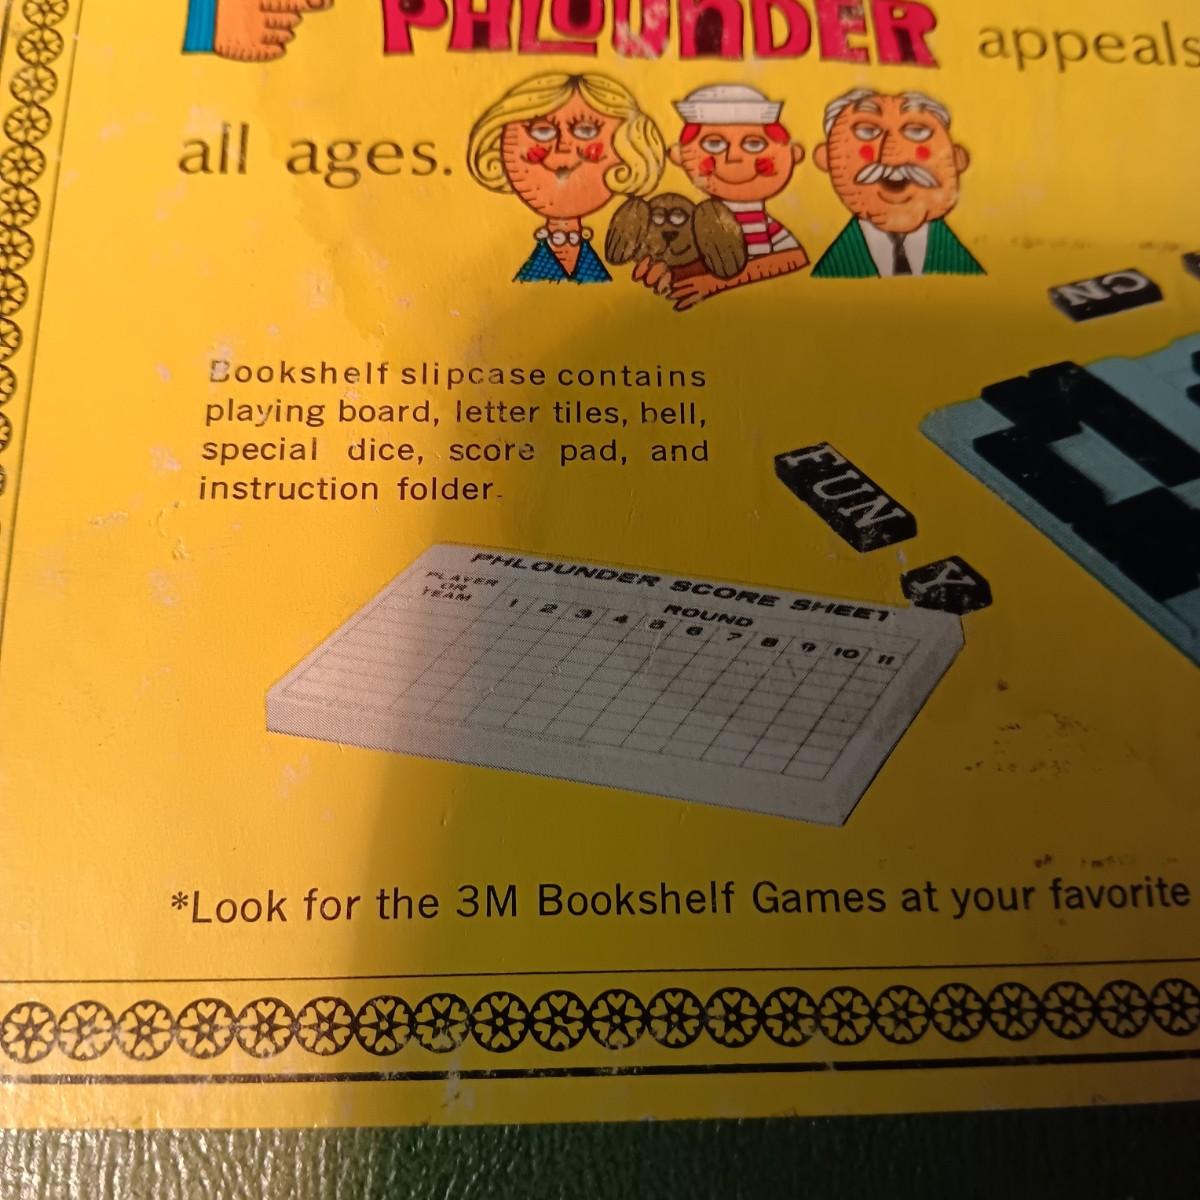 PHLOUNDER appeals
all ages.
CN
Bookshelf slipcase contains
playing board, letter tiles, bell,
special dice, score pad, and
instruction folder.
FUN
Y
PHLOUNDER SCORE SHEET
PLAYER
OR
TEAM
ROUND
1 2 3 4 5 6 7 8 9 10 11
*Look for the 3M Bookshelf Games at your favorite